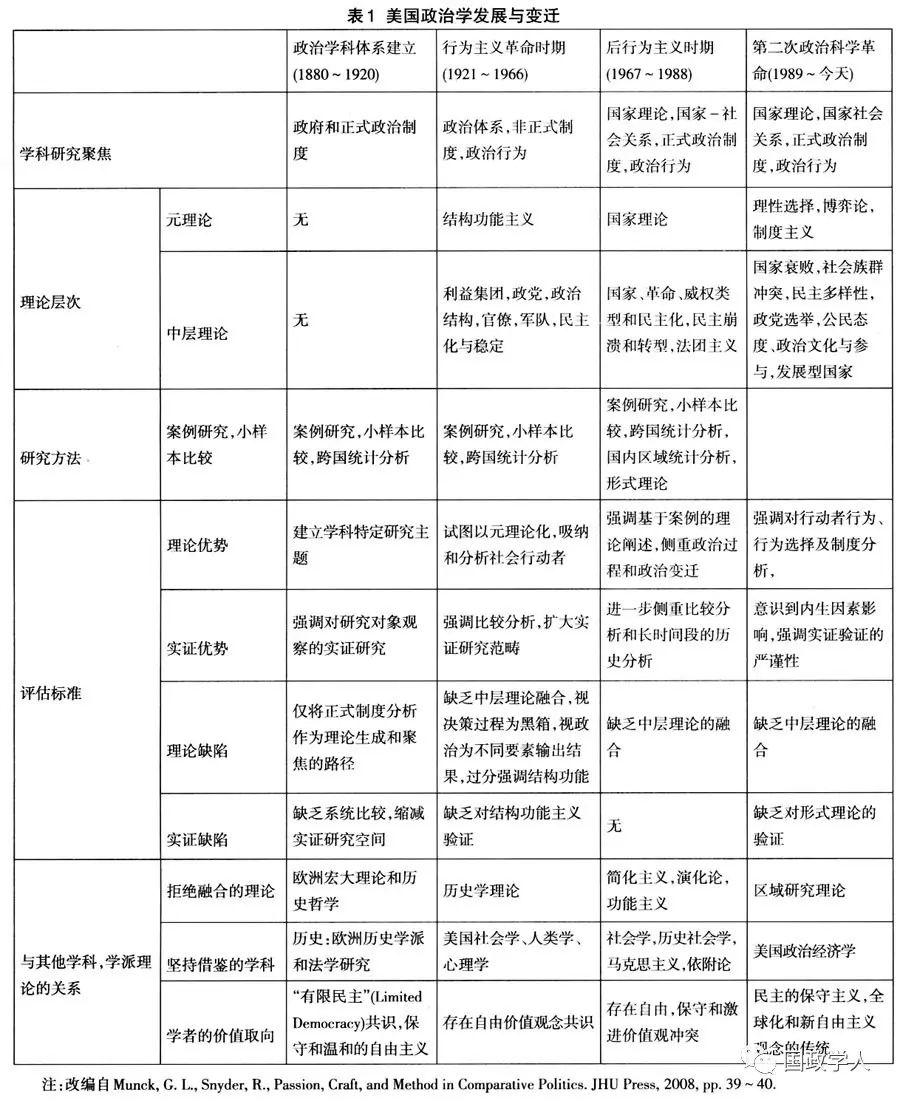 表1 美国政治学发展与变迁
政治学科体系建立
(1880～1920)
行为主义革命时期
(1921～1966)
后行为主义时期
(1967～1988)
第二次政治科学革
命(1989～今天)
学科研究聚焦
政府和正式政治制
度
政治体系,非正式制
度,政治行为
国家理论,国家－社
会关系,正式政治制
度,政治行为
国家理论,国家社会
关系,正式政治制
度,政治行为
理论层次
元理论
无
结构功能主义
国家理论
理性选择,博弈论,
制度主义
中层理论
无
利益集团,政党,政治
结构,官僚,军队,民主
化与稳定
国家、革命、威权类
型和民主化,民主崩
溃和转型,法团主义
国家衰败,社会族群
冲突,民主多样性,
政党选举,公民态
度、政治文化与参
与,发展型国家
研究方法
案例研究,小样
本比较
案例研究,小样本比
较,跨国统计分析
案例研究,小样本比
较,跨国统计分析
案例研究,小样本比
较,跨国统计分析,
国内区域统计分析,
形式理论
评估标准
理论优势
建立学科特定研究主
题
试图以元理论化,吸纳
和分析社会行动者
强调基于案例的理
论阐述,侧重政治过
程和政治变迁
强调对行动者行为、
行为选择及制度分
析,
实证优势
强调对研究对象观
察的实证研究
强调比较分析,扩大实
证研究范畴
进一步侧重比较分
析和长时间段的历
史分析
意识到内生因素影
响,强调实证验证的
严谨性
理论缺陷
仅将正式制度分析
作为理论生成和聚
焦的路径
缺乏中层理论融合,视
决策过程为黑箱,视政
治为不同要素输出结
果,过分强调结构功能
缺乏中层理论的融
合
缺乏中层理论的融
合
实证缺陷
缺乏系统比较,缩减
实证研究空间
缺乏对结构功能主义
验证
无
缺乏对形式理论的
验证
与其他学科,学派理
论的关系
拒绝融合的理论
欧洲宏大理论和历
史哲学
历史学理论
简化主义,演化论,
功能主义
区域研究理论
坚持借鉴的学科
历史:欧洲历史学派
和法学研究
美国社会学、人类学、
心理学
社会学,历史社会学,
马克思主义,依附论
美国政治经济学
学者的价值取向
“有限民主”(Limited
Democracy)共识,保
守和温和的自由主义
存在自由价值观念共识
存在自由,保守和激
进价值观冲突
民主的保守主义,全
球化和新自由主义
观念的传统
国政学人
注:改编自 Munck, G. L., Snyder, R., Passion, Craft, and Method in Comparative Politics. JHU Press, 2008, pp. 39～40.